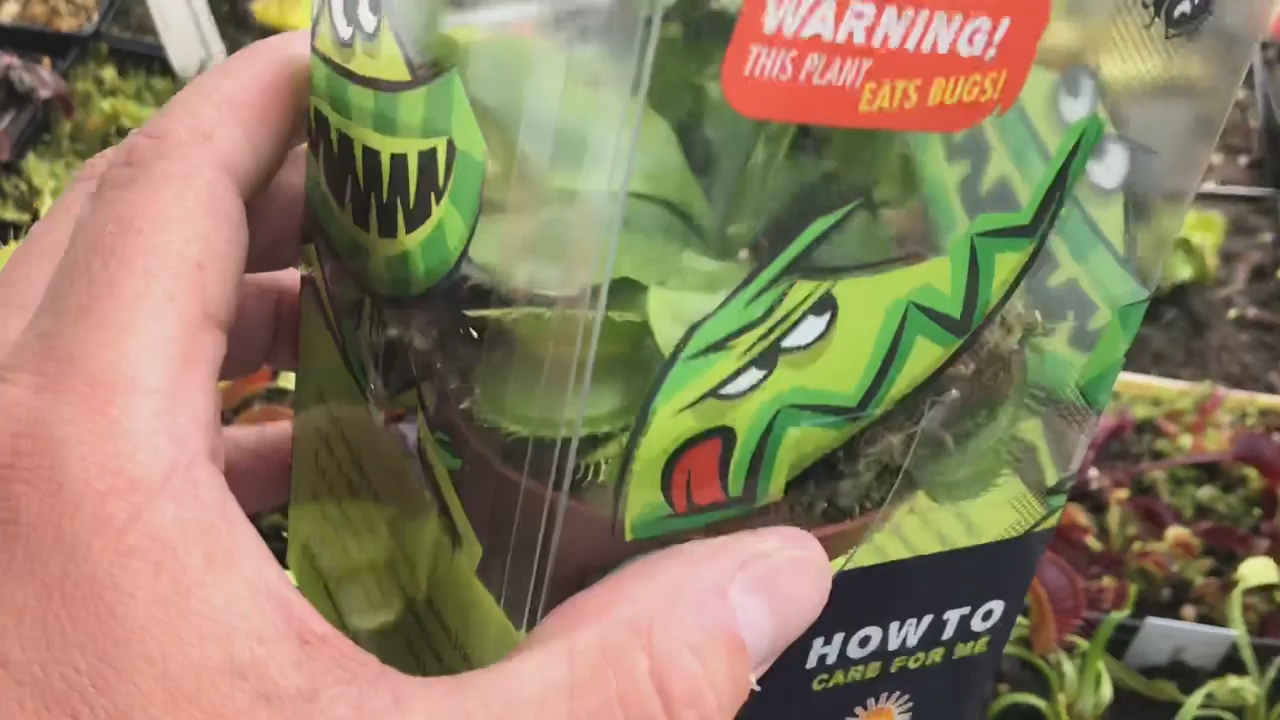 WARNING!
THIS PLANT
EATS BUGS!
HOW TO
CARE FOR ME